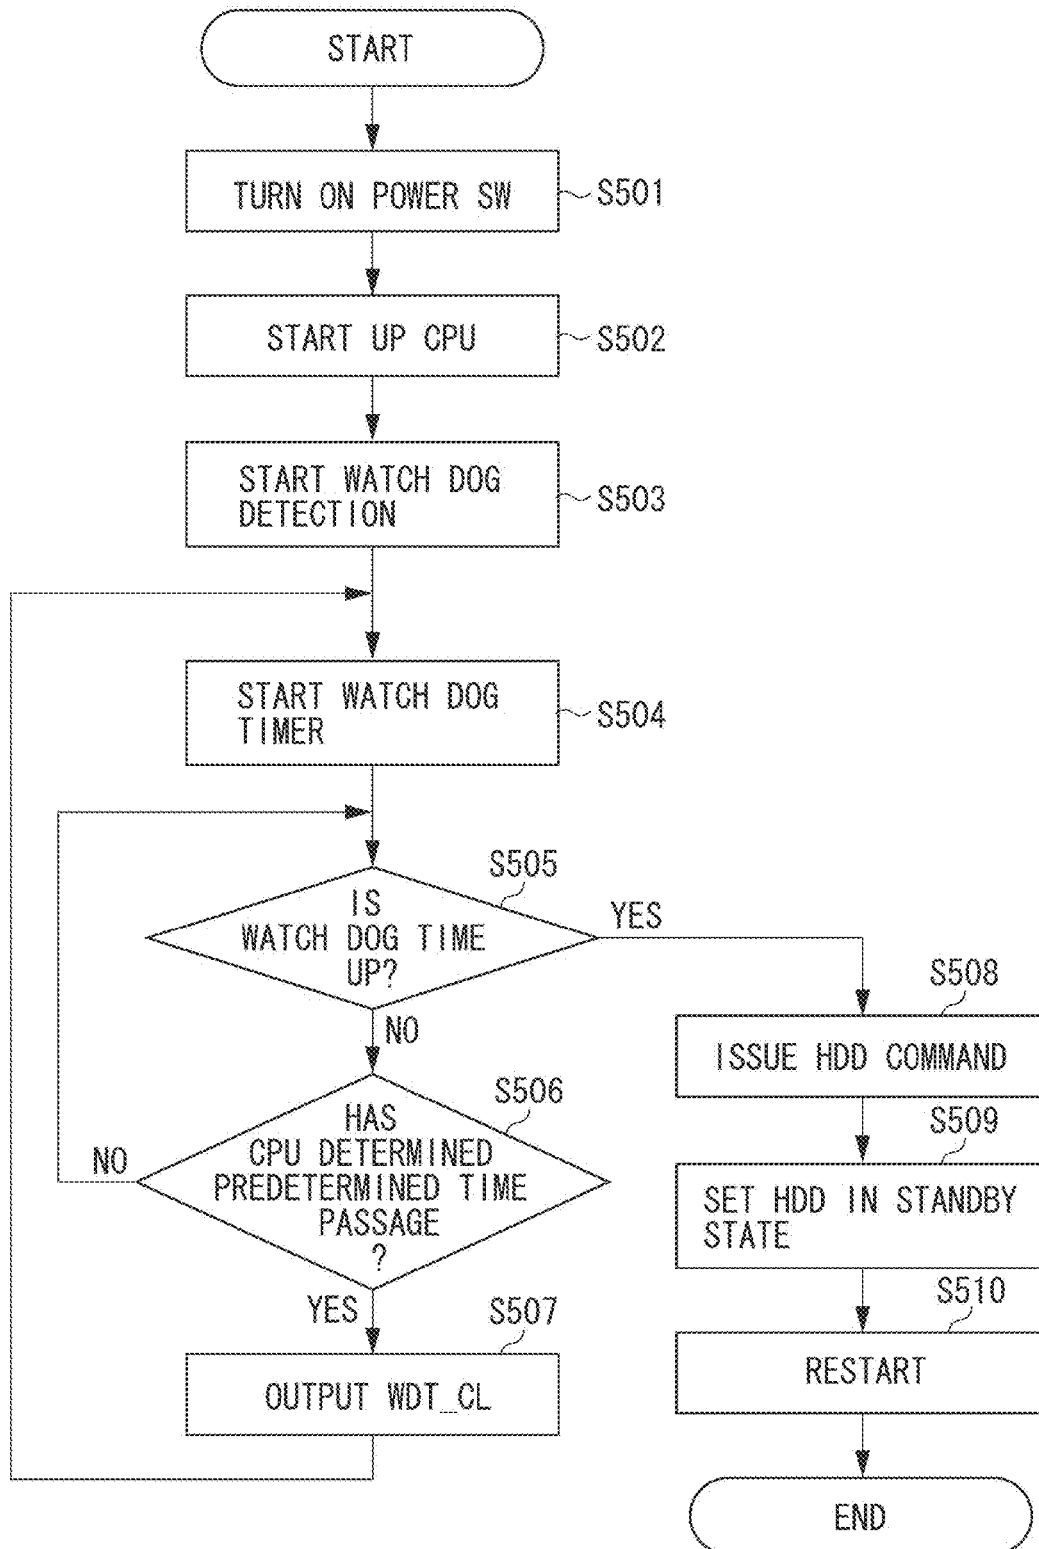 START
TURN ON POWER SW
S501
START UP CPU
S502
START WATCH DOG
DETECTION
S503
START WATCH DOG
TIMER
S504
S505
IS
WATCH DOG TIME
UP?
YES
NO
S506
HAS
CPU DETERMINED
PREDETERMINED TIME
PASSAGE
?
NO
YES
S507
OUTPUT WDT_CL
S508
ISSUE HDD COMMAND
S509
SET HDD IN STANDBY
STATE
S510
RESTART
END